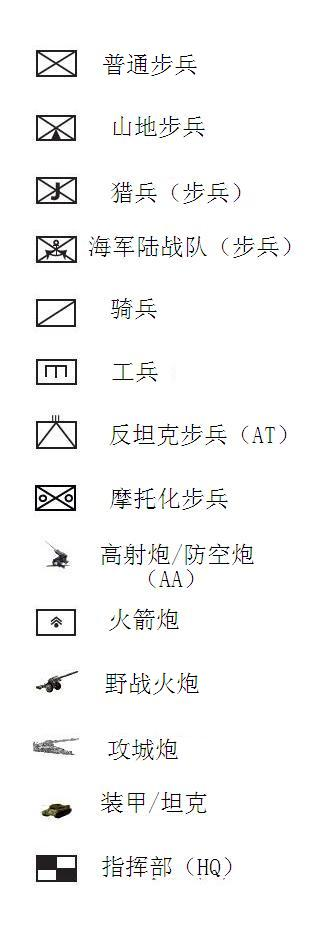 普通步兵
山地步兵
猎兵（步兵）
海军陆战队（步兵）
骑兵
工兵
反坦克步兵（AT）
摩托化步兵
高射炮/防空炮
（AA）
火箭炮
野战火炮
攻城炮
装甲/坦克
指挥部（HQ）